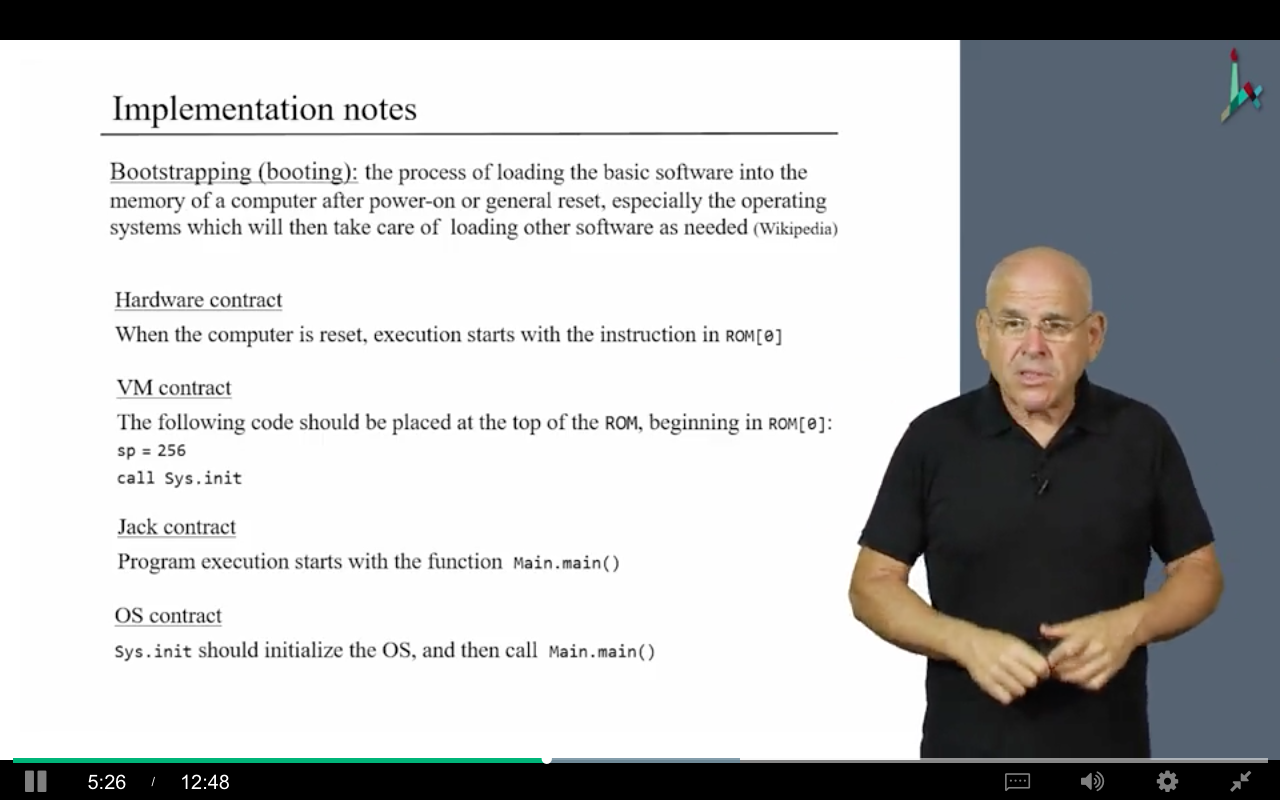 Implementation notes
Bootstrapping (booting): the process of loading the basic software into the
memory of a computer after power-on or general reset, especially the operating
systems which will then take care of loading other software as needed (Wikipedia)
Hardware contract
When the computer is reset, execution starts with the instruction in ROM[0]
VM contract
The following code should be placed at the top of the ROM, beginning in ROM[0]:
sp = 256
call Sys.init
Jack contract
Program execution starts with the function Main.main()
OS contract
Sys.init should initialize the OS, and then call Main.main()
5:26 / 12:48